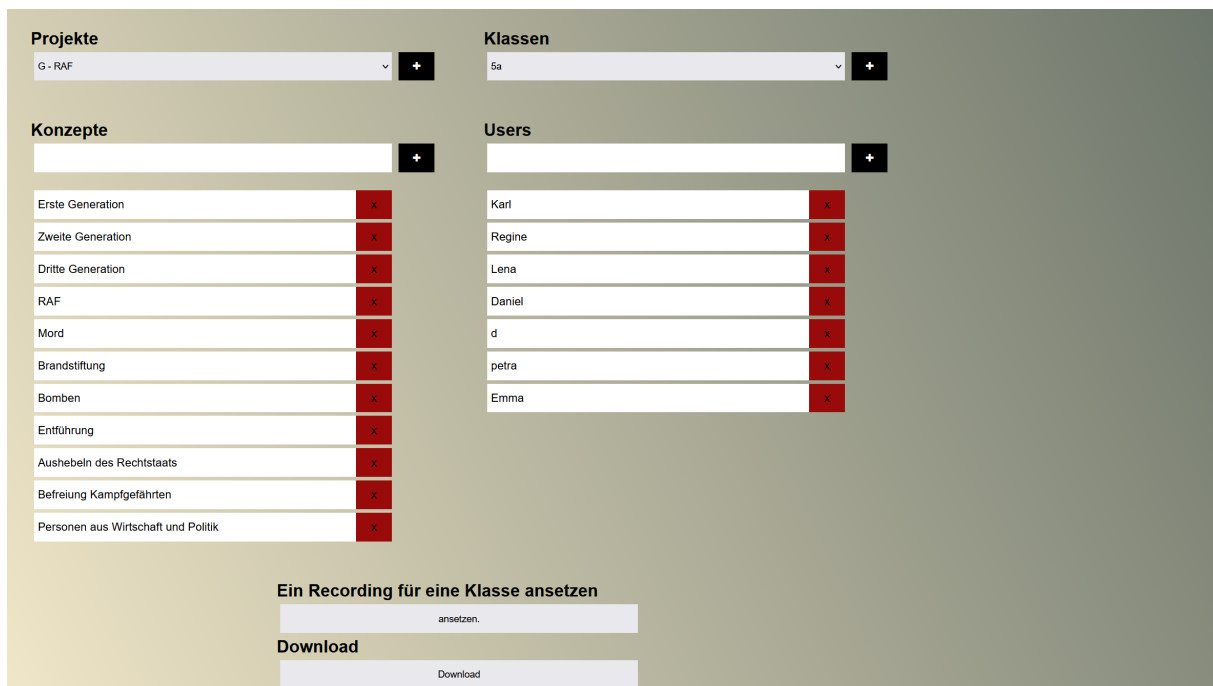 Projekte
G - RAF
+
Klassen
5a
+
Konzepte
+
Erste Generation x
Zweite Generation x
Dritte Generation x
RAF x
Mord x
Brandstiftung x
Bomben x
Entführung x
Aushebeln des Rechtstaats x
Befreiung Kampfgefährten x
Personen aus Wirtschaft und Politik x
Users
+
Karl x
Regine x
Lena x
Daniel x
d x
petra x
Emma x
Ein Recording für eine Klasse ansetzen
ansetzen.
Download
Download